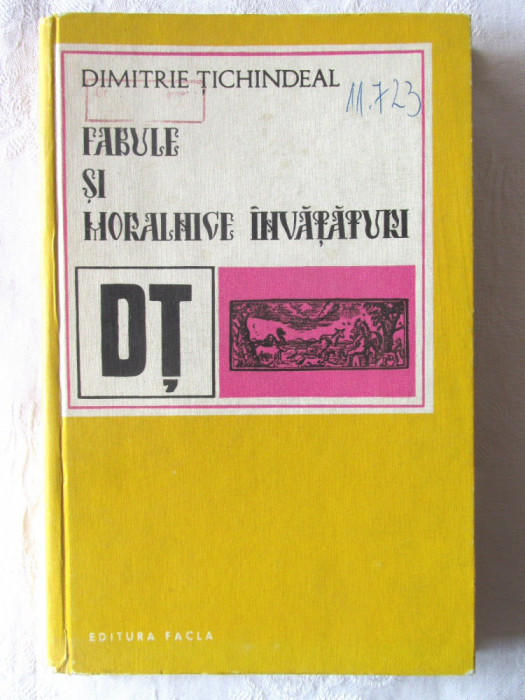 DIMITRIE ȚICHINDEAL
11.723
FABULE
ȘI
MORALNICE ÎNVĂȚĂTURI
DȚ
EDITURA FACLA